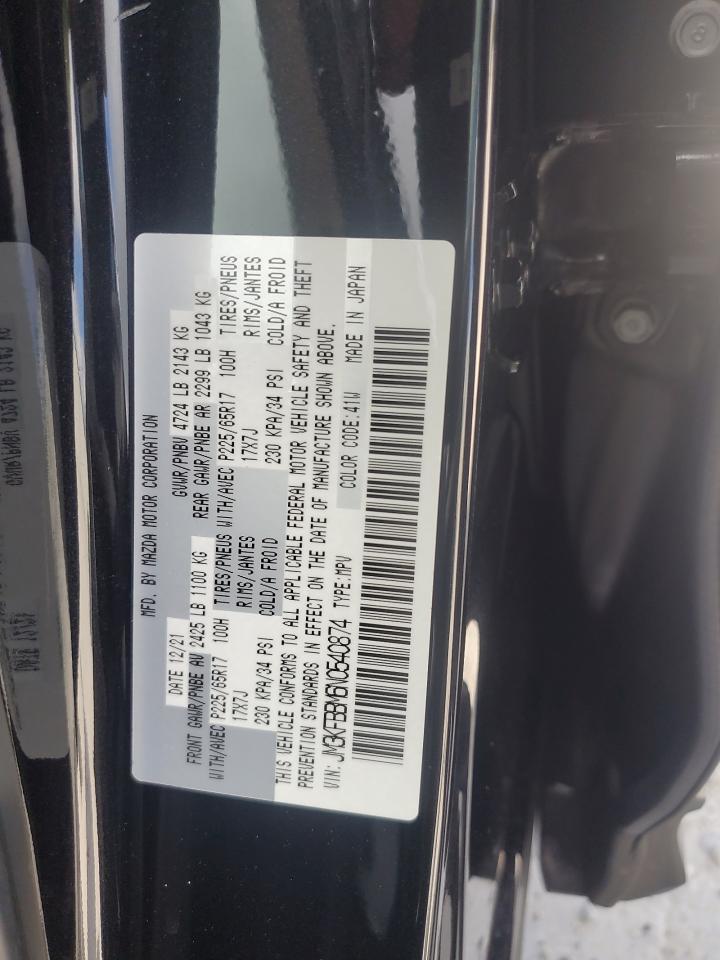 MFD. BY MAZDA MOTOR CORPORATION
DATE 12/21 GVWR/PNBV 4724 LB 2143 KG
FRONT GAWR/PNBE AV 2425 LB 1100 KG REAR GAWR/PNBE AR 2299 LB 1043 KG
WITH/AVEC P225/65R17 100H TIRES/PNEUS WITH/AVEC P225/65R17 100H TIRES/PNEUS
17X7J RIMS/JANTES 17X7J RIMS/JANTES
230 KPA/34 PSI COLD/A FROID 230 KPA/34 PSI COLD/A FROID
THIS VEHICLE CONFORMS TO ALL APPLICABLE FEDERAL MOTOR VEHICLE SAFETY AND THEFT
PREVENTION STANDARDS IN EFFECT ON THE DATE OF MANUFACTURE SHOWN ABOVE.
VIN: JM3KFBBM6N0540874 TYPE:MPV COLOR CODE:41W MADE IN JAPAN